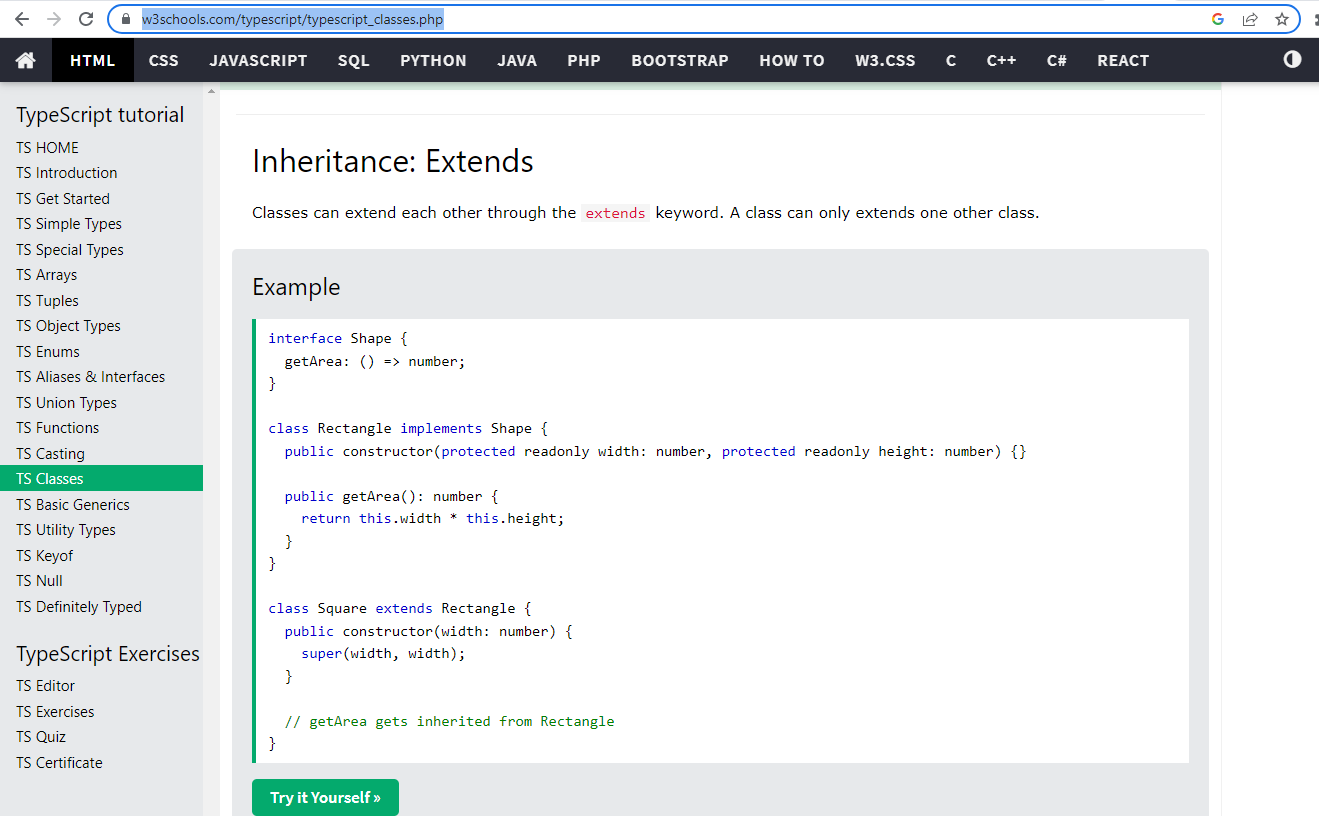 w3schools.com/typescript/typescript_classes.php
HTML CSS JAVASCRIPT SQL PYTHON JAVA PHP BOOTSTRAP HOW TO W3.CSS C C++ C# REACT
TypeScript tutorial
TS HOME
TS Introduction
TS Get Started
TS Simple Types
TS Special Types
TS Arrays
TS Tuples
TS Object Types
TS Enums
TS Aliases & Interfaces
TS Union Types
TS Functions
TS Casting
TS Classes
TS Basic Generics
TS Utility Types
TS Keyof
TS Null
TS Definitely Typed
TypeScript Exercises
TS Editor
TS Exercises
TS Quiz
TS Certificate
Inheritance: Extends
Classes can extend each other through the extends keyword. A class can only extends one other class.
Example
interface Shape {
  getArea: () => number;
}
class Rectangle implements Shape {
  public constructor(protected readonly width: number, protected readonly height: number) {}
  public getArea(): number {
    return this.width * this.height;
  }
}
class Square extends Rectangle {
  public constructor(width: number) {
    super(width, width);
  }
  // getArea gets inherited from Rectangle
}
Try it Yourself »